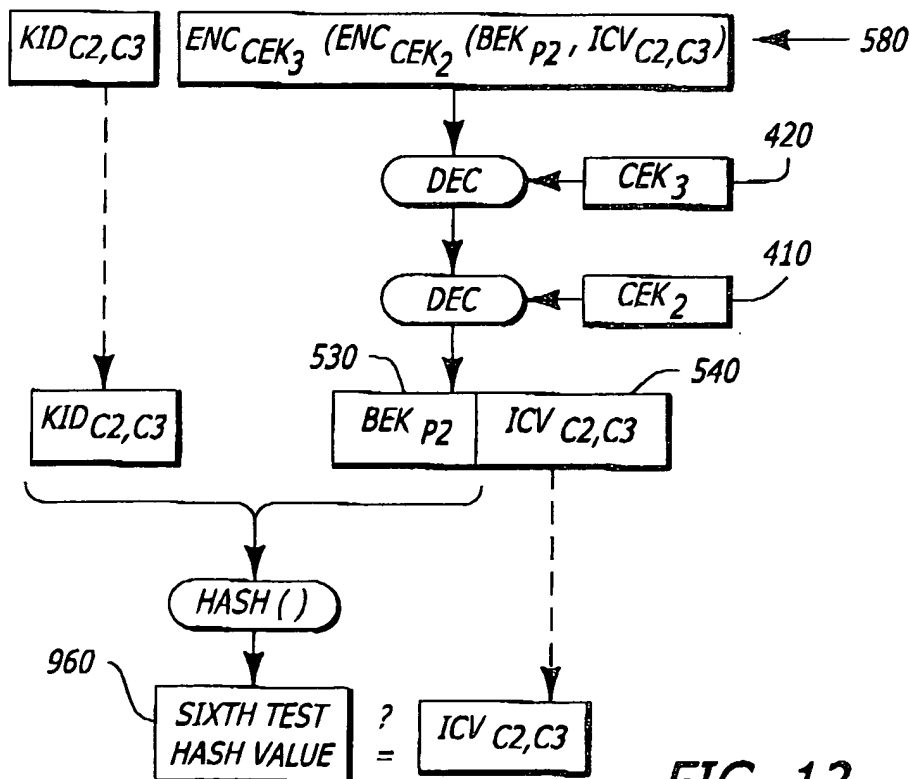 KID C2,C3 ENC CEK3 (ENC CEK2 (BEK P2, ICV C2,C3) 580
420
DEC CEK 3
410
DEC CEK 2
530 540
KID C2,C3 BEK P2 ICV C2,C3
HASH ( )
960
SIXTH TEST HASH VALUE ? = ICV C2,C3